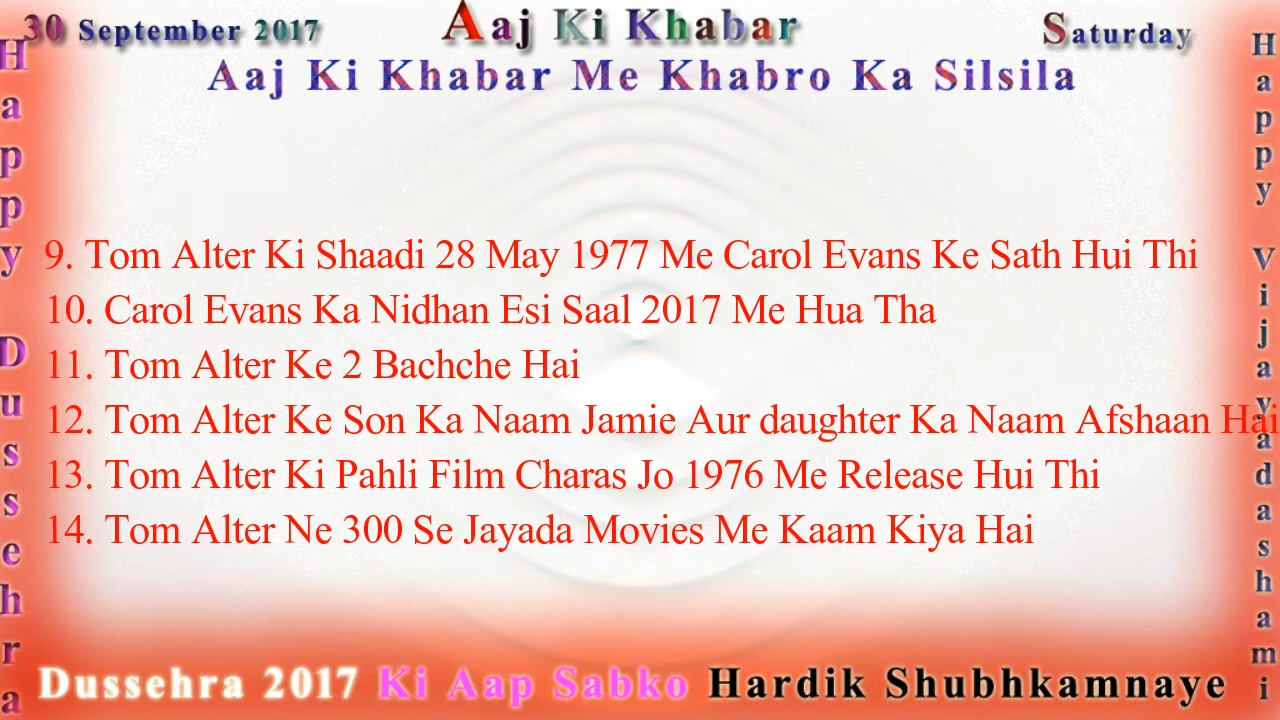 30 September 2017
Aaj Ki Khabar
Saturday
Aaj Ki Khabar Me Khabro Ka Silsila
Happy Dussehra
Happy Vijayadashami
9. Tom Alter Ki Shaadi 28 May 1977 Me Carol Evans Ke Sath Hui Thi
10. Carol Evans Ka Nidhan Esi Saal 2017 Me Hua Tha
11. Tom Alter Ke 2 Bachche Hai
12. Tom Alter Ke Son Ka Naam Jamie Aur daughter Ka Naam Afshaan Hai
13. Tom Alter Ki Pahli Film Charas Jo 1976 Me Release Hui Thi
14. Tom Alter Ne 300 Se Jayada Movies Me Kaam Kiya Hai
Dussehra 2017 Ki Aap Sabko Hardik Shubhkamnaye